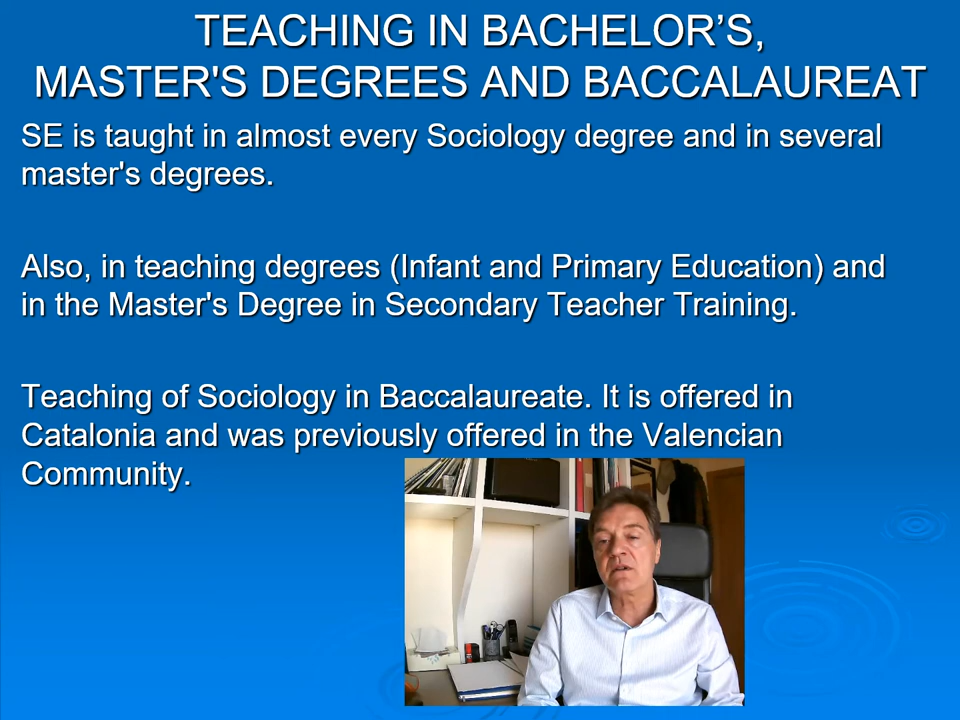 TEACHING IN BACHELOR’S,
MASTER'S DEGREES AND BACCALAUREAT
SE is taught in almost every Sociology degree and in several
master's degrees.
Also, in teaching degrees (Infant and Primary Education) and
in the Master's Degree in Secondary Teacher Training.
Teaching of Sociology in Baccalaureate. It is offered in
Catalonia and was previously offered in the Valencian
Community.